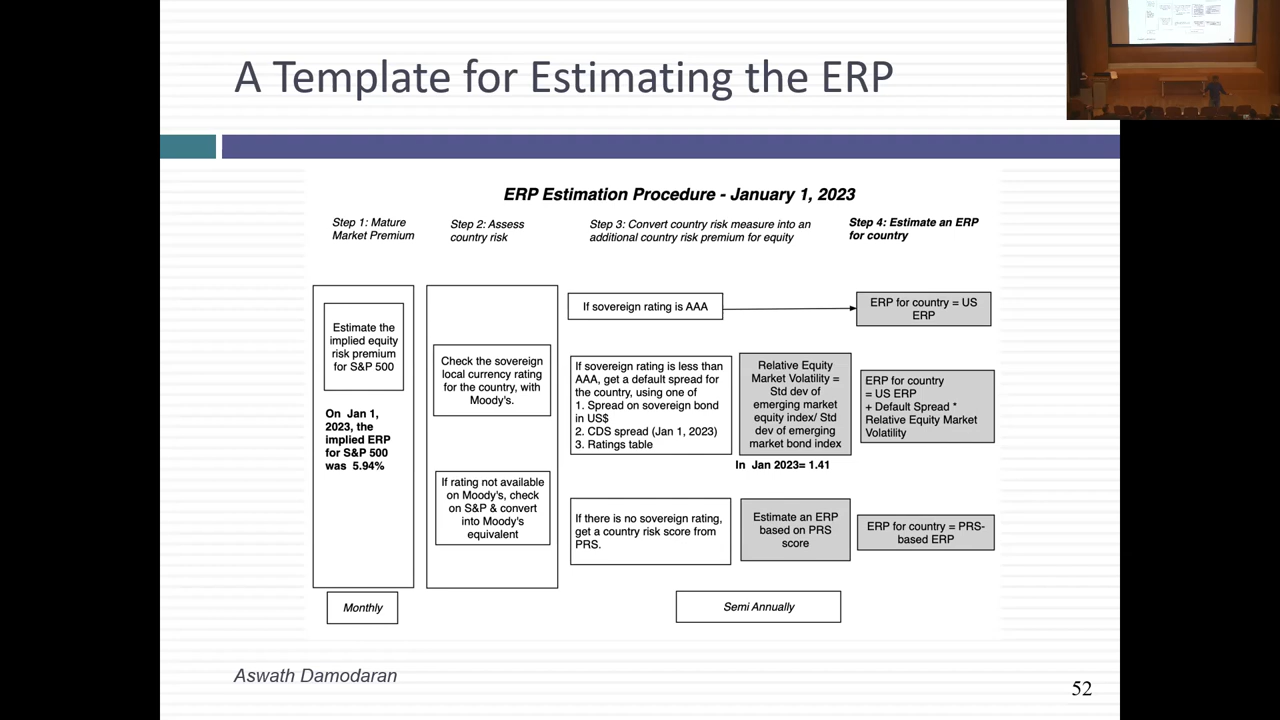 A Template for Estimating the ERP
ERP Estimation Procedure - January 1, 2023
Step 1: Mature
Market Premium
Step 2: Assess
country risk
Step 3: Convert country risk measure into an
additional country risk premium for equity
Step 4: Estimate an ERP
for country
Estimate the
implied equity
risk premium
for S&P 500
On Jan 1,
2023, the
implied ERP
for S&P 500
was 5.94%
Check the sovereign
local currency rating
for the country, with
Moody's.
If rating not available
on Moody's, check
on S&P & convert
into Moody's
equivalent
If sovereign rating is AAA
ERP for country = US
ERP
If sovereign rating is less than
AAA, get a default spread for
the country, using one of
1. Spread on sovereign bond
in US$
2. CDS spread (Jan 1, 2023)
3. Ratings table
Relative Equity
Market Volatility =
Std dev of
emerging market
equity index/ Std
dev of emerging
market bond index
In Jan 2023= 1.41
ERP for country
= US ERP
+ Default Spread *
Relative Equity Market
Volatility
If there is no sovereign rating,
get a country risk score from
PRS.
Estimate an ERP
based on PRS
score
ERP for country = PRS-
based ERP
Monthly
Semi Annually
Aswath Damodaran
52